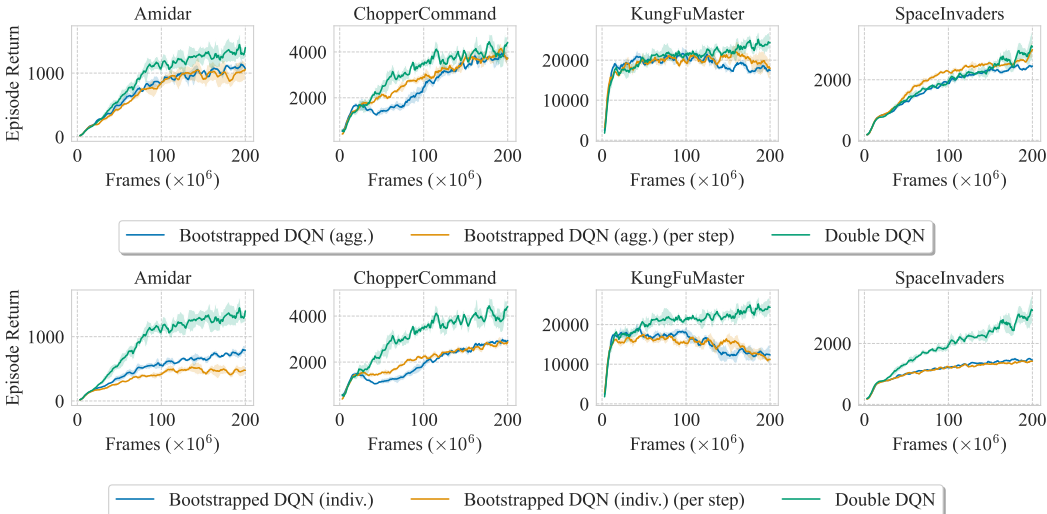 Amidar ChopperCommand KungFuMaster SpaceInvaders
Episode Return
1000
0
4000
2000
20000
10000
0
2000
0
0 100 200 0 100 200 0 100 200 0 100 200
Frames (×10⁶) Frames (×10⁶) Frames (×10⁶) Frames (×10⁶)
Bootstrapped DQN (agg.) Bootstrapped DQN (agg.) (per step) Double DQN
Amidar ChopperCommand KungFuMaster SpaceInvaders
Episode Return
1000
0
4000
2000
20000
10000
0
2000
0
0 100 200 0 100 200 0 100 200 0 100 200
Frames (×10⁶) Frames (×10⁶) Frames (×10⁶) Frames (×10⁶)
Bootstrapped DQN (indiv.) Bootstrapped DQN (indiv.) (per step) Double DQN